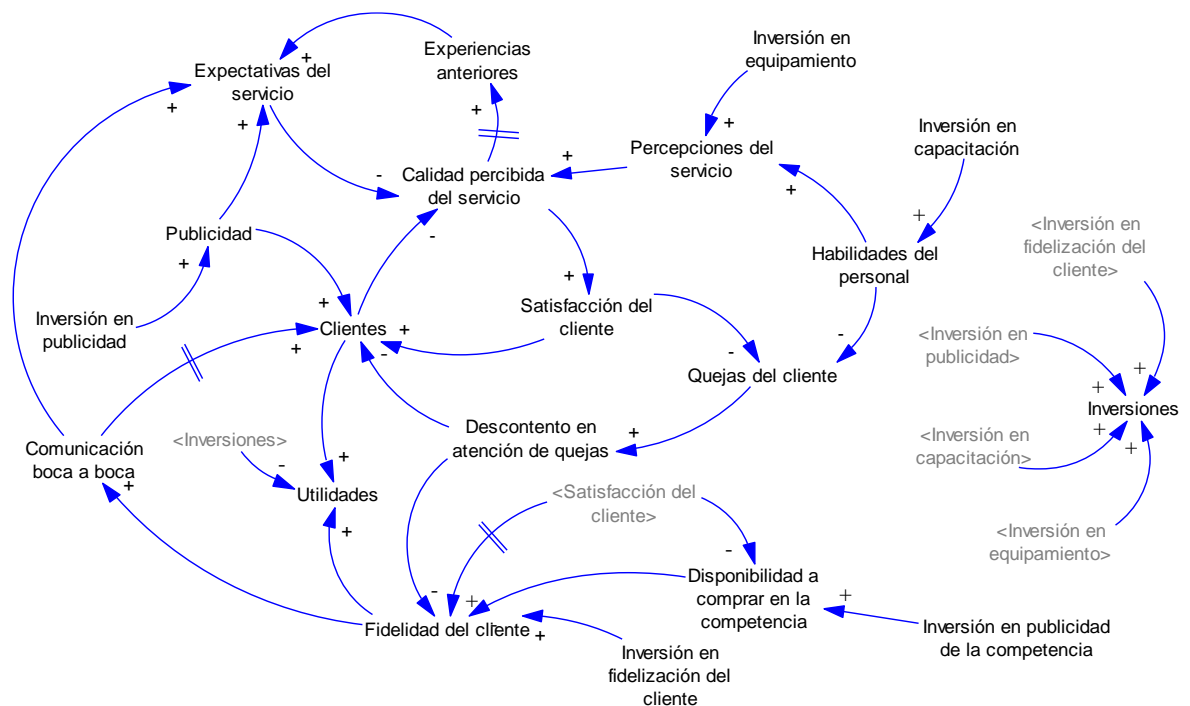 Expectativas del
servicio
Experiencias
anteriores
Inversión en
equipamiento
Inversión en
capacitación
Percepciones del
servicio
Calidad percibida
del servicio
Publicidad
Habilidades del
personal
<Inversión en
fidelización del
cliente>
Inversión en
publicidad
Clientes
Satisfacción del
cliente
<Inversión en
publicidad>
Quejas del cliente
Inversiones
Comunicación
boca a boca
<Inversiones>
Descontento en
atención de quejas
<Inversión en
capacitación>
Utilidades
<Satisfacción del
cliente>
<Inversión en
equipamiento>
Disponibilidad a
comprar en la
competencia
Fidelidad del cliente
Inversión en
fidelización del
cliente
Inversión en publicidad
de la competencia
+
+
+
+
+
+
+
-
-
+
+
+
+
+
+
+
-
-
-
+
+
-
+
+
-
-
+
-
+
+
+
+
+
+
+